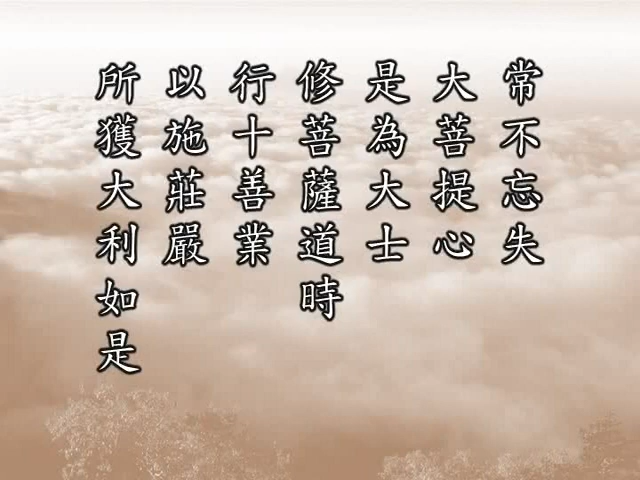 常不忘失
大菩提心
是為大士
修菩薩道時
行十善業
以施莊嚴
所獲大利如是